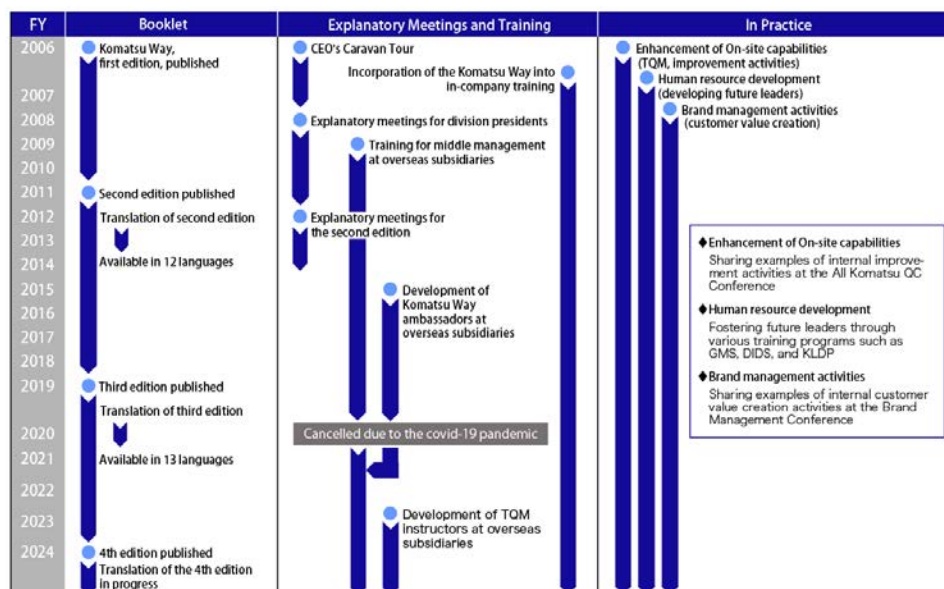 FY
Booklet
Explanatory Meetings and Training
In Practice
2006
2007
2008
2009
2010
2011
2012
2013
2014
2015
2016
2017
2018
2019
2020
2021
2022
2023
2024
Komatsu Way,
first edition, published
Second edition published
Translation of second edition
Available in 12 languages
Third edition published
Translation of third edition
Available in 13 languages
4th edition published
Translation of the 4th edition
in progress
CEO's Caravan Tour
Incorporation of the Komatsu Way into
in-company training
Explanatory meetings for division presidents
Training for middle management
at overseas subsidiaries
Explanatory meetings for
the second edition
Development of
Komatsu Way
ambassadors at
overseas subsidiaries
Cancelled due to the covid-19 pandemic
Development of TQM
instructors at overseas
subsidiaries
Enhancement of On-site capabilities
(TQM, improvement activities)
Human resource development
(developing future leaders)
Brand management activities
(customer value creation)
◆Enhancement of On-site capabilities
Sharing examples of internal improve-
ment activities at the All Komatsu QC
Conference
◆Human resource development
Fostering future leaders through
various training programs such as
GMS, DIDS, and KLDP
◆Brand management activities
Sharing examples of internal customer
value creation activities at the Brand
Management Conference